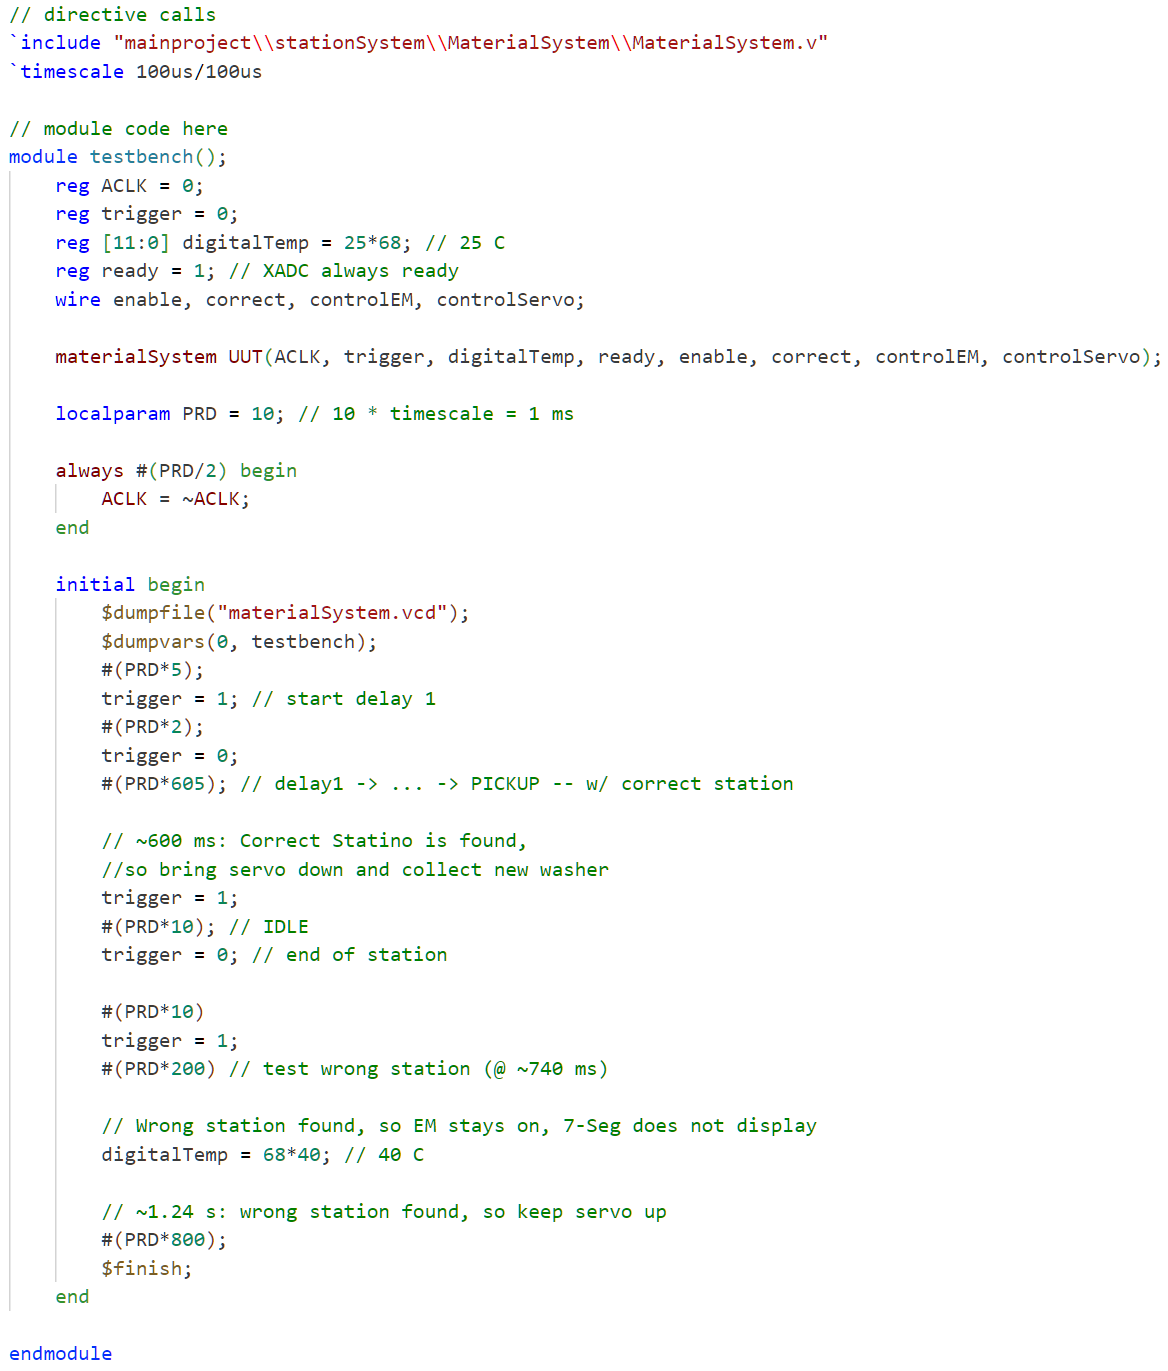 // directive calls
`include "mainproject\\stationSystem\\MaterialSystem\\MaterialSystem.v"
`timescale 100us/100us

// module code here
module testbench();
    reg ACLK = 0;
    reg trigger = 0;
    reg [11:0] digitalTemp = 25*68; // 25 C
    reg ready = 1; // XADC always ready
    wire enable, correct, controlEM, controlServo;

    materialSystem UUT(ACLK, trigger, digitalTemp, ready, enable, correct, controlEM, controlServo);

    localparam PRD = 10; // 10 * timescale = 1 ms

    always #(PRD/2) begin
        ACLK = ~ACLK;
    end

    initial begin
        $dumpfile("materialSystem.vcd");
        $dumpvars(0, testbench);
        #(PRD*5);
        trigger = 1; // start delay 1
        #(PRD*2);
        trigger = 0;
        #(PRD*605); // delay1 -> ... -> PICKUP -- w/ correct station

        // ~600 ms: Correct Statino is found,
        //so bring servo down and collect new washer
        trigger = 1;
        #(PRD*10); // IDLE
        trigger = 0; // end of station

        #(PRD*10)
        trigger = 1;
        #(PRD*200) // test wrong station (@ ~740 ms)

        // Wrong station found, so EM stays on, 7-Seg does not display
        digitalTemp = 68*40; // 40 C

        // ~1.24 s: wrong station found, so keep servo up
        #(PRD*800);
        $finish;
    end

endmodule